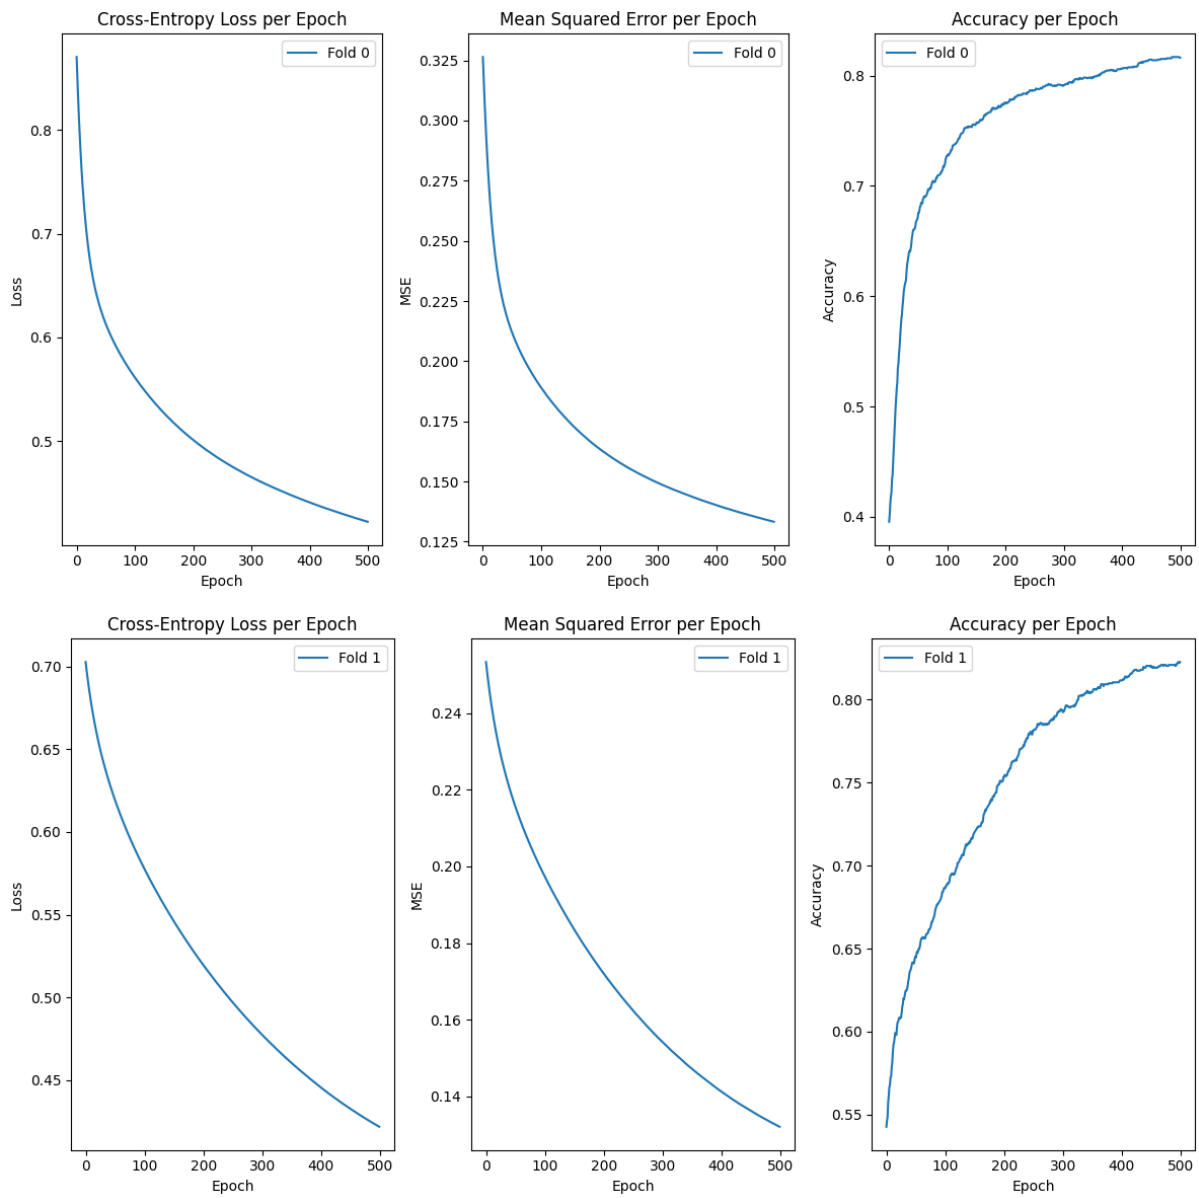 Cross-Entropy Loss per Epoch
Fold 0
0.8
0.7
0.6
0.5
Loss
0 100 200 300 400 500
Epoch
Mean Squared Error per Epoch
Fold 0
0.325
0.300
0.275
0.250
0.225
0.200
0.175
0.150
0.125
MSE
0 100 200 300 400 500
Epoch
Accuracy per Epoch
Fold 0
0.8
0.7
0.6
0.5
0.4
Accuracy
0 100 200 300 400 500
Epoch
Cross-Entropy Loss per Epoch
Fold 1
0.70
0.65
0.60
0.55
0.50
0.45
Loss
0 100 200 300 400 500
Epoch
Mean Squared Error per Epoch
Fold 1
0.24
0.22
0.20
0.18
0.16
0.14
MSE
0 100 200 300 400 500
Epoch
Accuracy per Epoch
Fold 1
0.80
0.75
0.70
0.65
0.60
0.55
Accuracy
0 100 200 300 400 500
Epoch